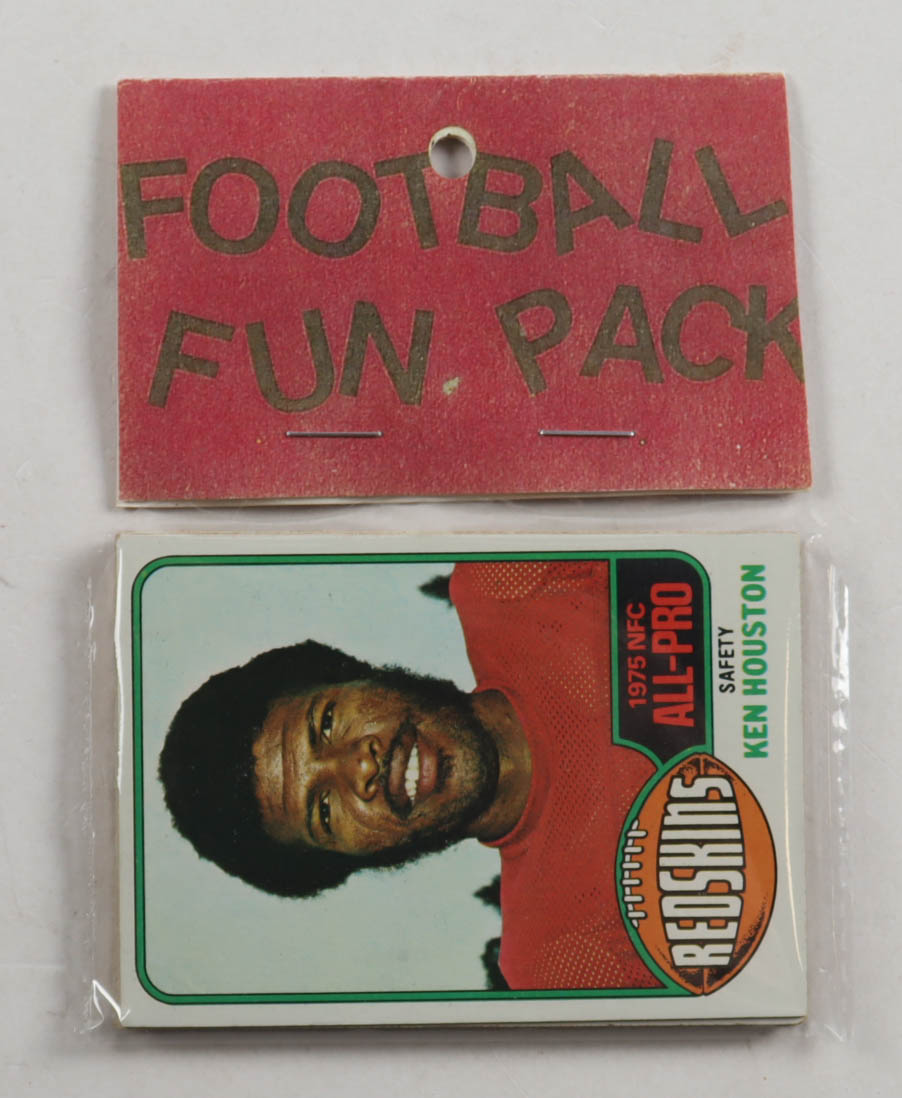 FOOTBALL
FUN PACK
1975 NFC
ALL-PRO
SAFETY
KEN HOUSTON
REDSKINS